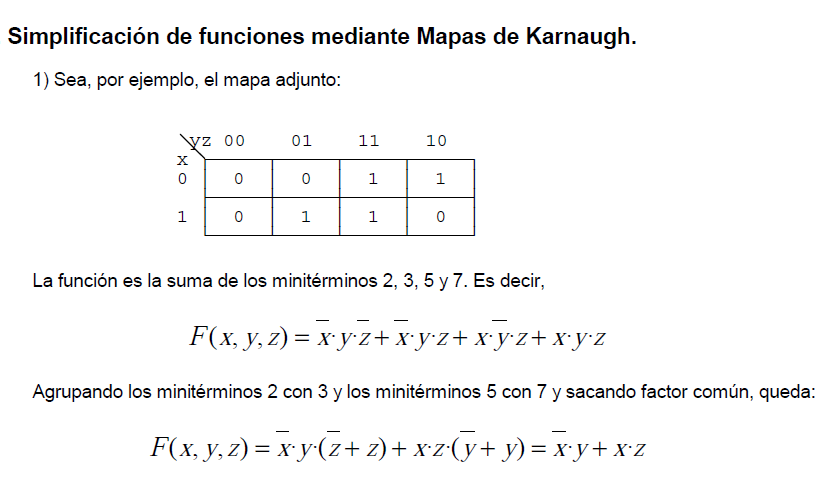 Simplificación de funciones mediante Mapas de Karnaugh.
1) Sea, por ejemplo, el mapa adjunto:
yz 00 01 11 10
x
0 0 0 1 1
1 0 1 1 0
La función es la suma de los minitérminos 2, 3, 5 y 7. Es decir,
F(x, y, z) = x̅·y·z̅ + x̅·y·z + x·y̅·z + x·y·z
Agrupando los minitérminos 2 con 3 y los minitérminos 5 con 7 y sacando factor común, queda:
F(x, y, z) = x̅·y·(z̅ + z) + x·z·(y̅ + y) = x̅·y + x·z